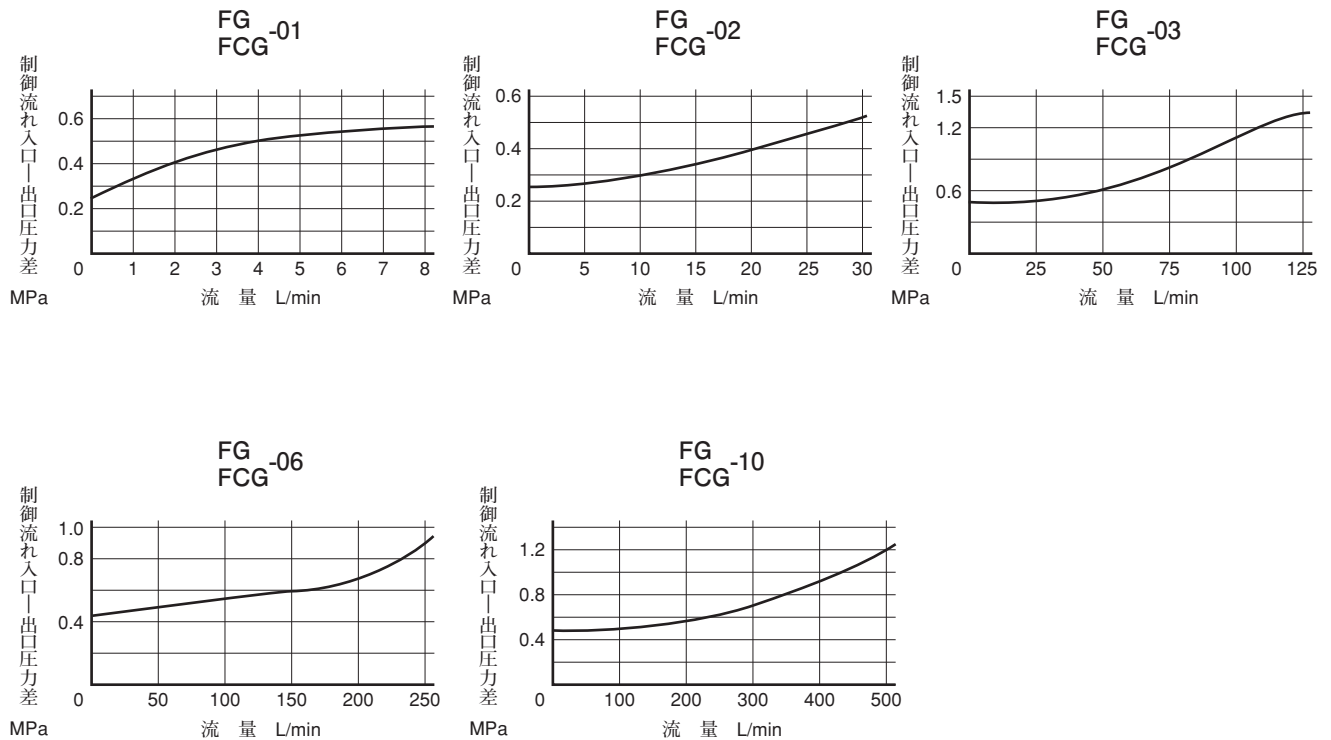 FG
FCG-01
制御流れ入口―出口圧力差
0.6
0.4
0.2
0 1 2 3 4 5 6 7 8
MPa 流 量 L/min
FG
FCG-02
制御流れ入口―出口圧力差
0.6
0.4
0.2
0 5 10 15 20 25 30
MPa 流 量 L/min
FG
FCG-03
制御流れ入口―出口圧力差
1.5
1.2
0.6
0 25 50 75 100 125
MPa 流 量 L/min
FG
FCG-06
制御流れ入口―出口圧力差
1.0
0.8
0.4
0 50 100 150 200 250
MPa 流 量 L/min
FG
FCG-10
制御流れ入口―出口圧力差
1.2
0.8
0.4
0 100 200 300 400 500
MPa 流 量 L/min